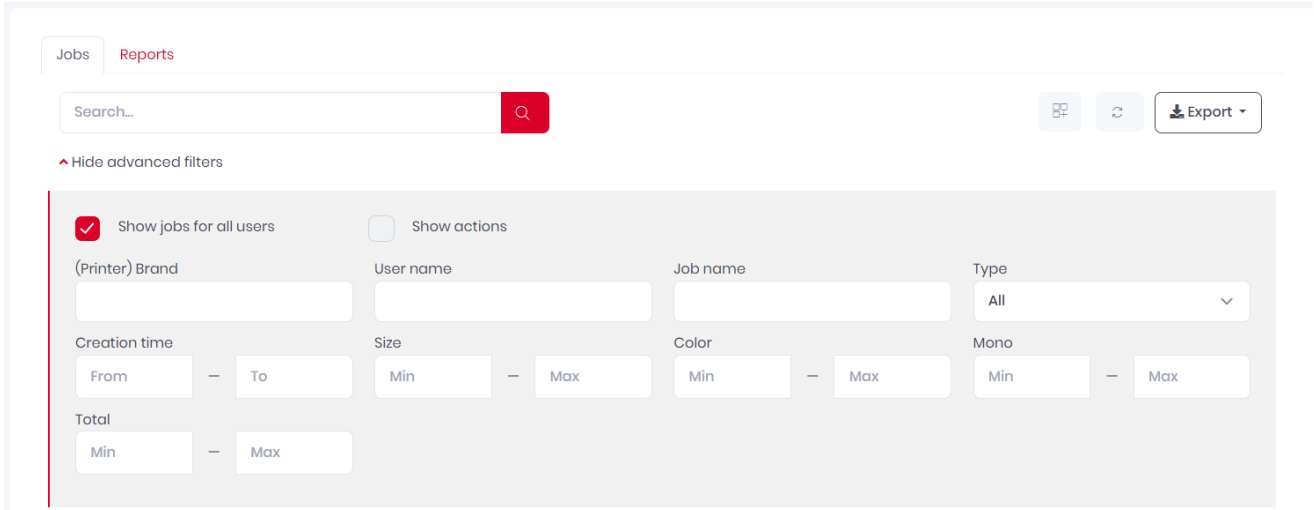 Jobs Reports
Search...
Export
Hide advanced filters
Show jobs for all users Show actions
(Printer) Brand User name Job name Type
All
Creation time Size Color Mono
From — To Min — Max Min — Max Min — Max
Total
Min — Max